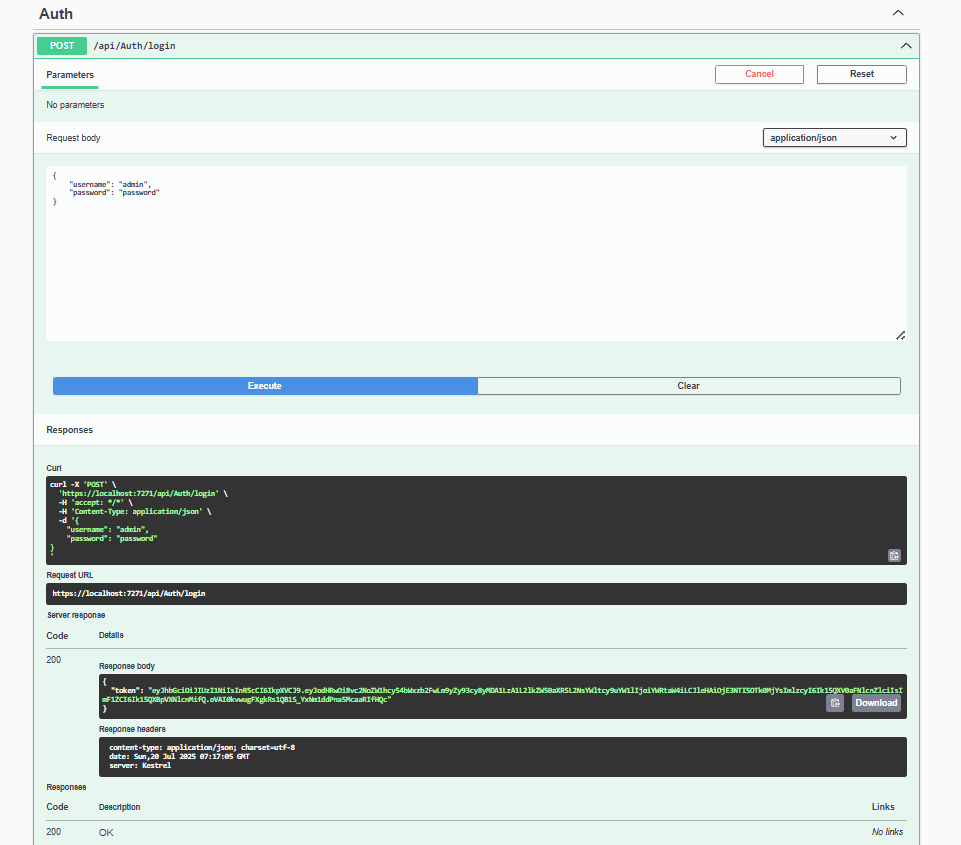 Auth
POST /api/Auth/login
Parameters
Cancel
Reset
No parameters
Request body
application/json
{
"username": "admin",
"password": "password"
}
Execute
Clear
Responses
Curl
curl -X 'POST' \
'https://localhost:7271/api/Auth/login' \
-H 'accept: */*' \
-H 'Content-Type: application/json' \
-d '{
"username": "admin",
"password": "password"
}
'
Request URL
https://localhost:7271/api/Auth/login
Server response
Code Details
200
Response body
{
"token":
Download
}
Response headers
content-type: application/json; charset=utf-8
date: Sun,20 Jul 2025 07:17:05 GMT
server: Kestrel
Responses
Code Description Links
200 OK No links